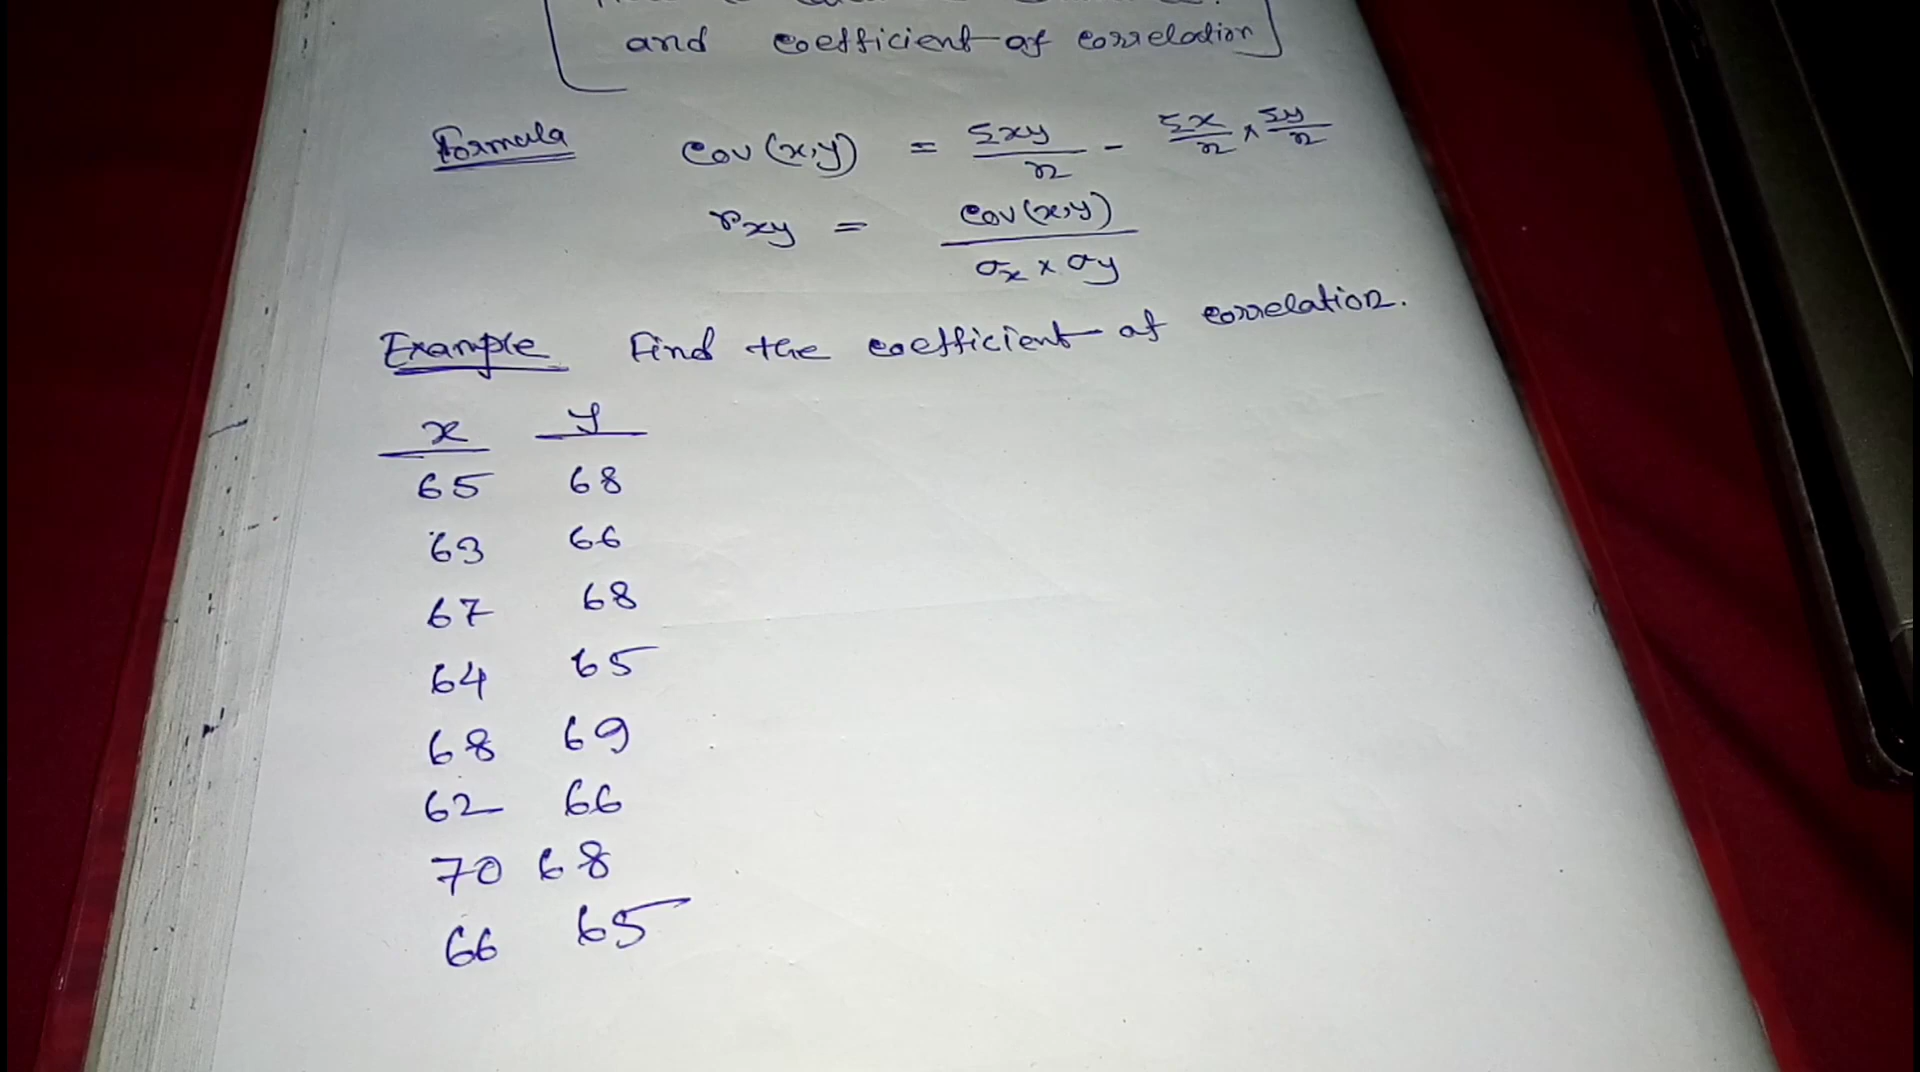 and coefficient of correlation]
Formula cov (x,y) = Σxy/n - Σx/n × Σy/n
rxy = cov(x,y)/σx × σy
Example Find the coefficient of correlation.
x y
65 68
63 66
67 68
64 65
68 69
62 66
70 68
66 65